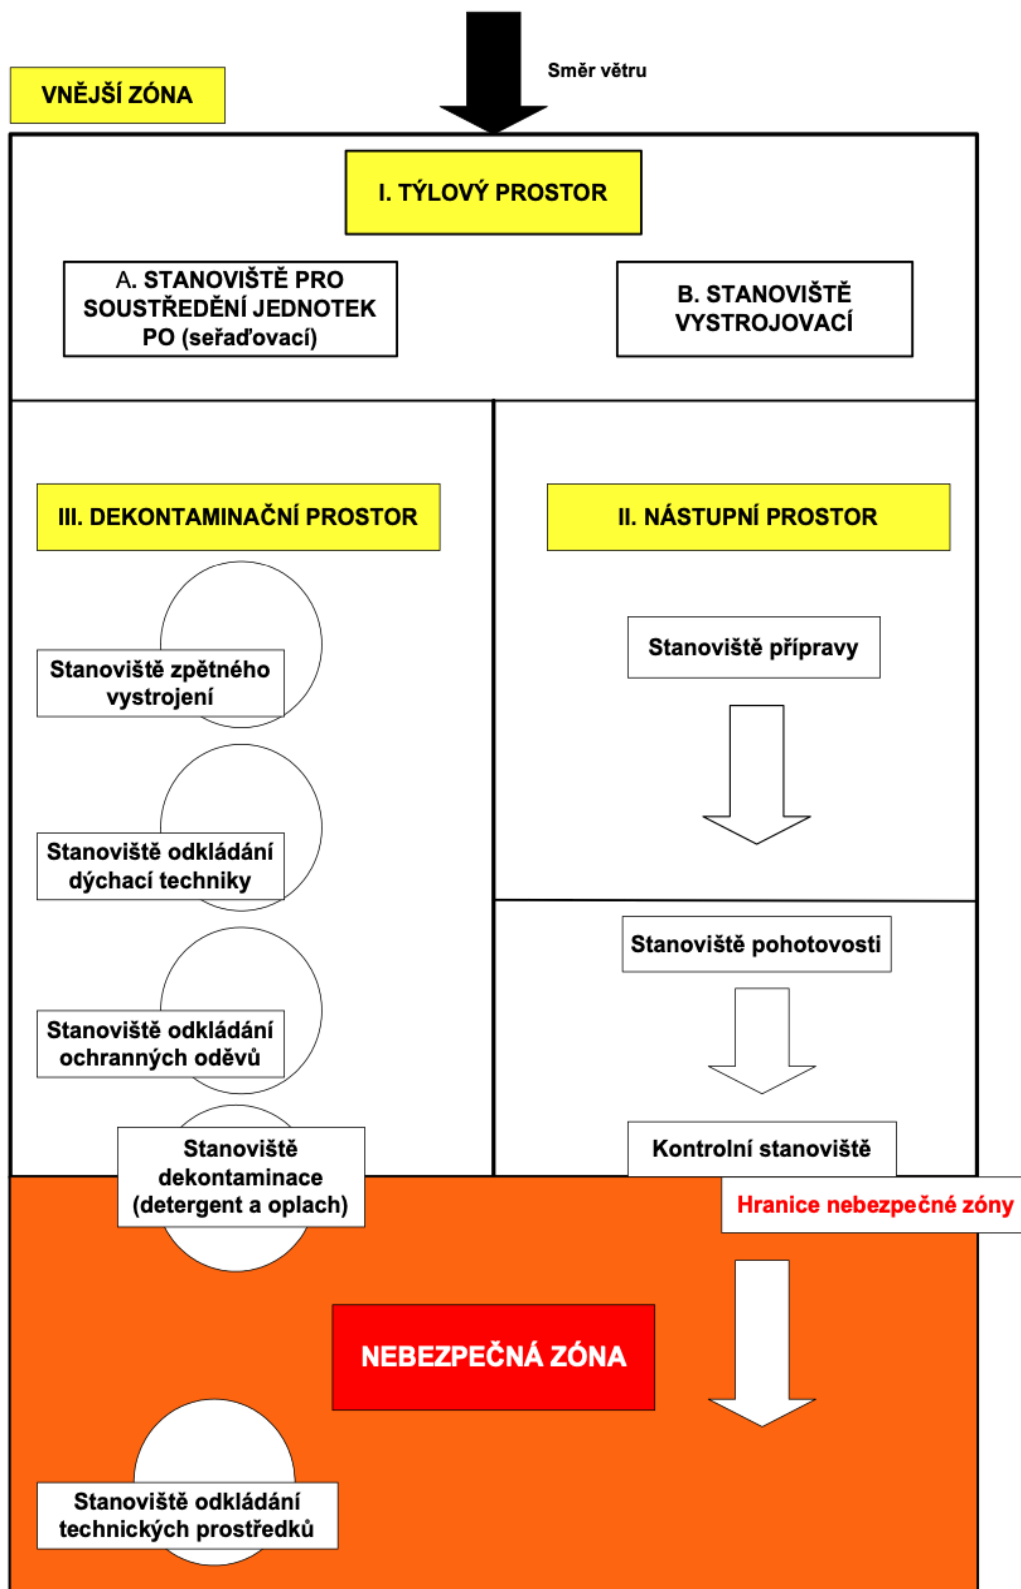 Směr větru
VNĚJŠÍ ZÓNA
I. TÝLOVÝ PROSTOR
A. STANOVIŠTĚ PRO
SOUSTŘEDĚNÍ JEDNOTEK
PO (seřaďovací)
B. STANOVIŠTĚ
VYSTROJOVACÍ
III. DEKONTAMINAČNÍ PROSTOR
II. NÁSTUPNÍ PROSTOR
Stanoviště zpětného
vystrojení
Stanoviště přípravy
Stanoviště odkládání
dýchací techniky
Stanoviště pohotovosti
Stanoviště odkládání
ochranných oděvů
Stanoviště
dekontaminace
(detergent a oplach)
Kontrolní stanoviště
Hranice nebezpečné zóny
NEBEZPEČNÁ ZÓNA
Stanoviště odkládání
technických prostředků